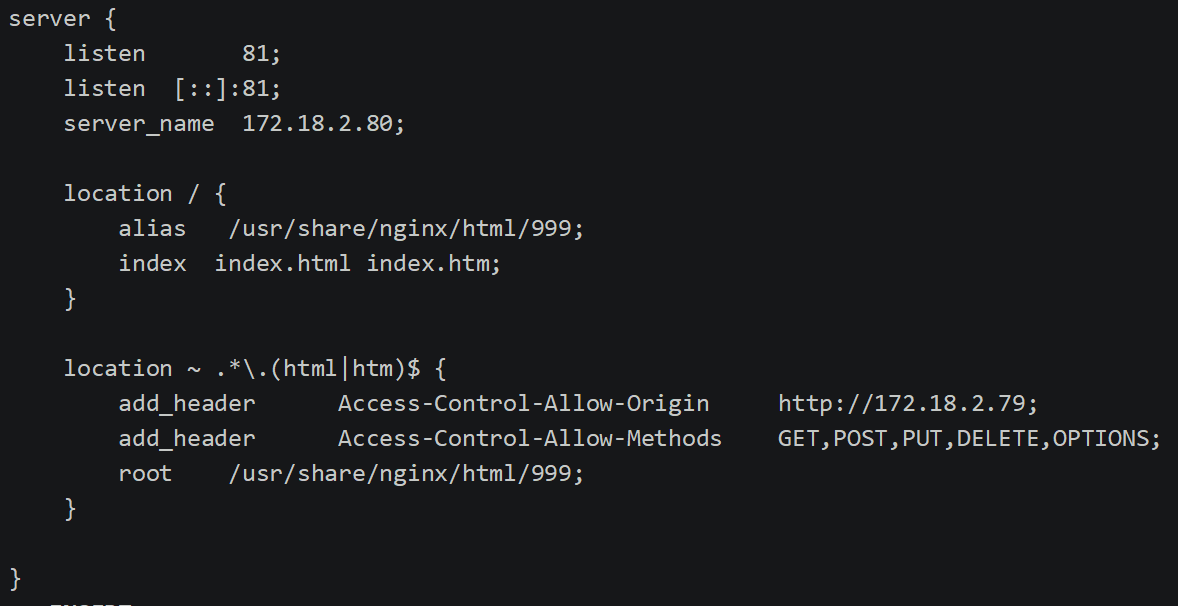 server {
    listen       81;
    listen  [::]:81;
    server_name  172.18.2.80;

    location / {
        alias   /usr/share/nginx/html/999;
        index  index.html index.htm;
    }

    location ~ .*\.(html|htm)$ {
        add_header      Access-Control-Allow-Origin     http://172.18.2.79;
        add_header      Access-Control-Allow-Methods    GET,POST,PUT,DELETE,OPTIONS;
        root    /usr/share/nginx/html/999;
    }

}